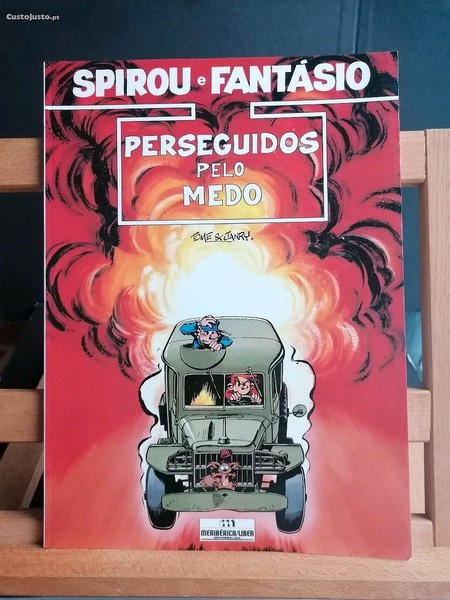 CustoJusto.pt
SPIROU e FANTÁSIO
PERSEGUIDOS
PELO
MEDO
TOME & JANRY.
MERIBÉRICA/LIBER